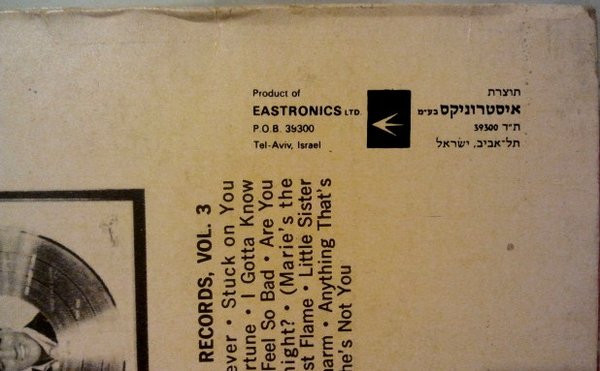 Product of
EASTRONICS LTD.
P.O.B. 39300
Tel-Aviv, Israel
תוצרת
איסטרוניקס בע״מ
ת״ד 39300
תל־אביב, ישראל
RECORDS, VOL. 3
ever • Stuck on You
rtune • I Gotta Know
Feel So Bad • Are You
night? • (Marie's the
st Flame • Little Sister
harm • Anything That's
he's Not You